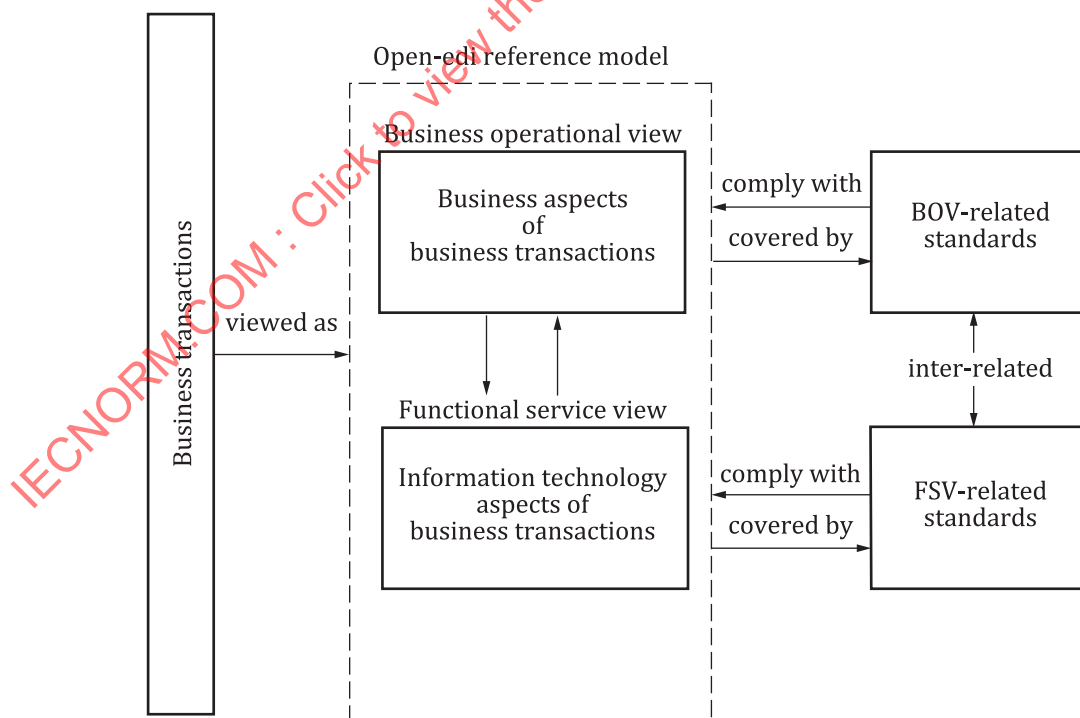 Open-edi reference model
Business operational view
Business aspects
of
business transactions
comply with
covered by
BOV-related
standards
Business transactions
viewed as
inter-related
Functional service view
Information technology
aspects of
business transactions
comply with
covered by
FSV-related
standards
IECNORM.COM : Click to view the